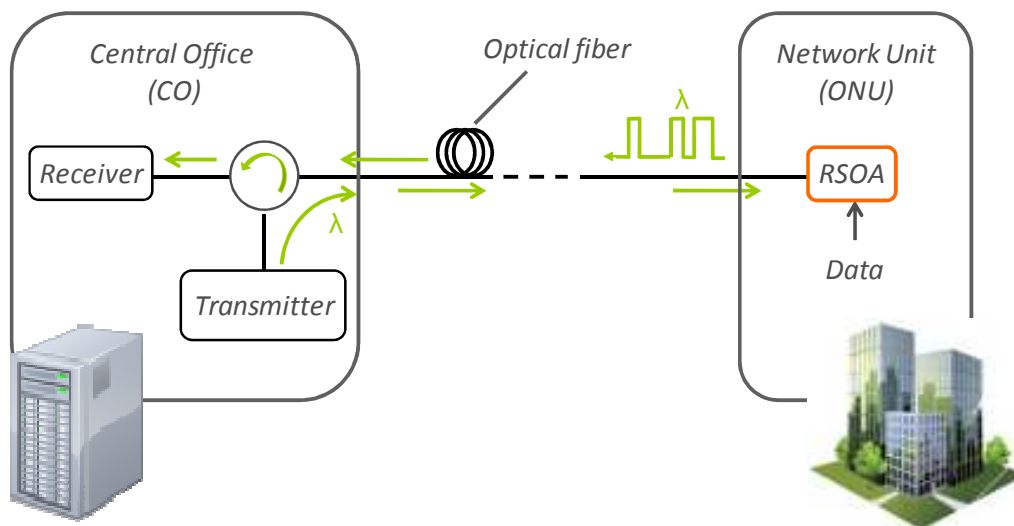 Central Office
(CO)
Optical fiber
Network Unit
(ONU)
λ
Receiver
RSOA
λ
Transmitter
Data